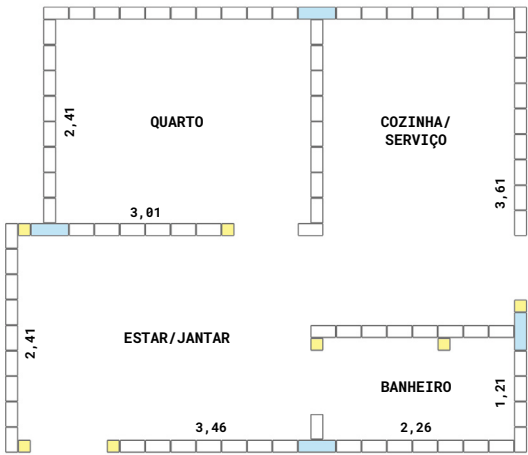 2,41
QUARTO
COZINHA/
SERVIÇO
3,01
3,61
2,41
ESTAR/JANTAR
BANHEIRO
1,21
3,46
2,26